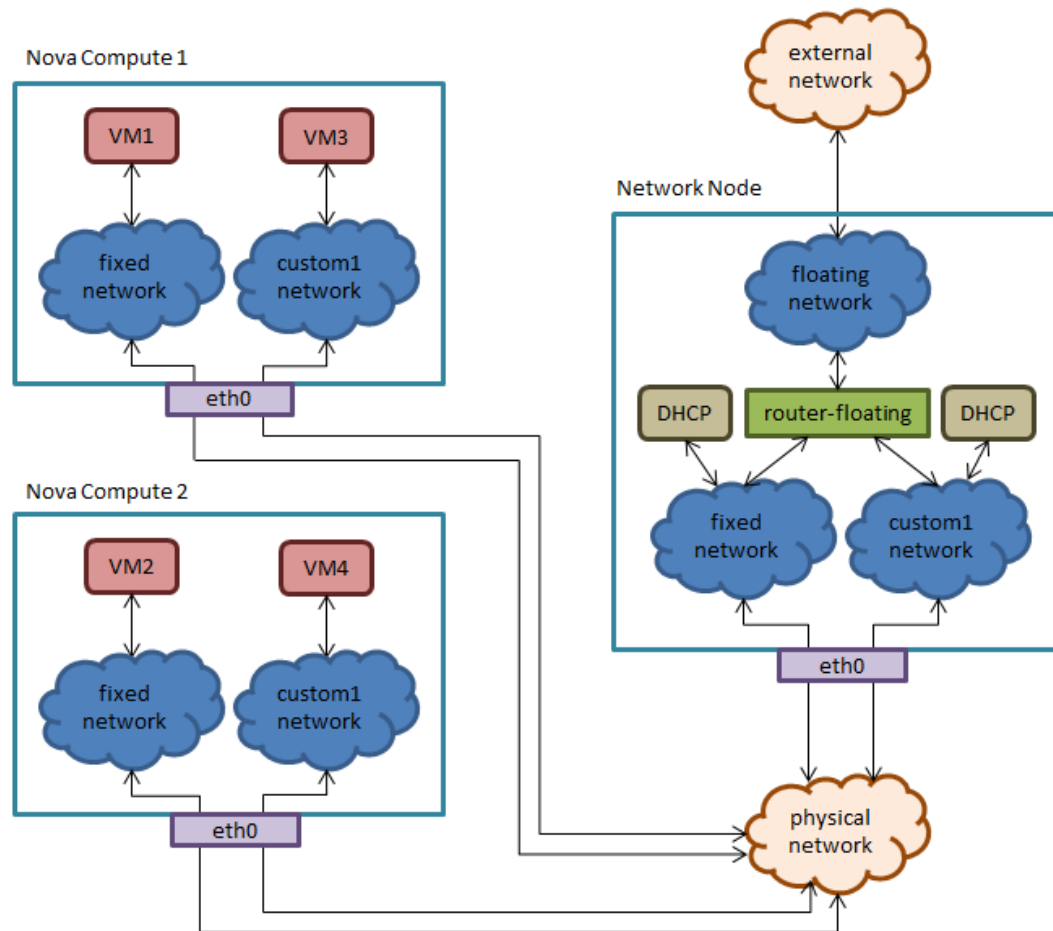 Nova Compute 1
VM1
VM3
fixed
network
custom1
network
eth0
Nova Compute 2
VM2
VM4
fixed
network
custom1
network
eth0
external
network
Network Node
floating
network
DHCP
router-floating
DHCP
fixed
network
custom1
network
eth0
physical
network